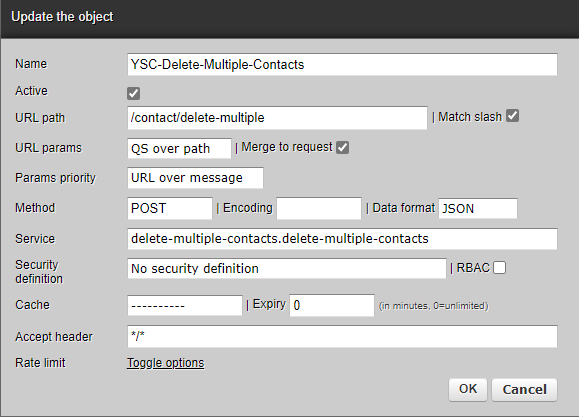 Update the object
Name YSC-Delete-Multiple-Contacts
Active
URL path /contact/delete-multiple | Match slash
URL params QS over path | Merge to request
Params priority URL over message
Method POST | Encoding | Data format JSON
Service delete-multiple-contacts.delete-multiple-contacts
Security
definition No security definition | RBAC
Cache ---------- | Expiry 0 (in minutes, 0=unlimited)
Accept header */*
Rate limit Toggle options
OK Cancel